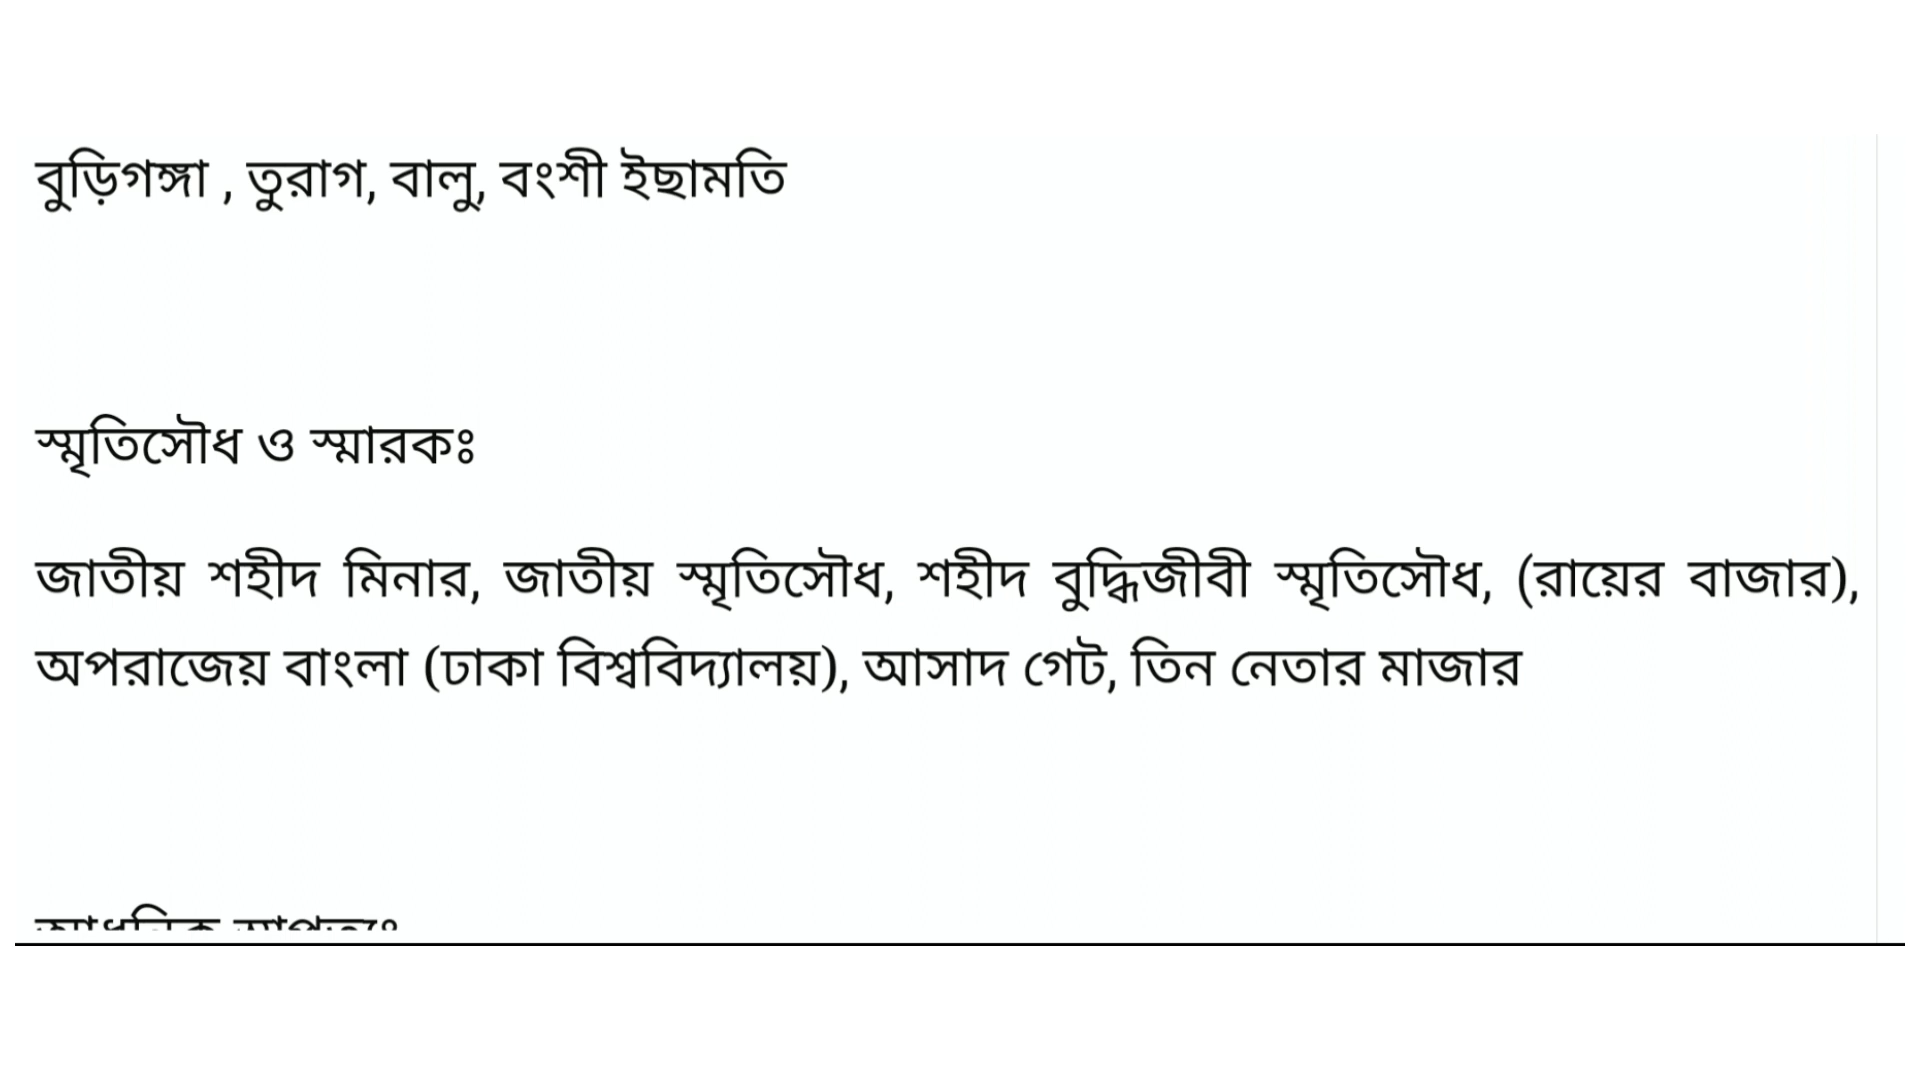 বুড়িগঙ্গা , তুরাগ, বালু, বংশী ইছামতি
স্মৃতিসৌধ ও স্মারকঃ
জাতীয় শহীদ মিনার, জাতীয় স্মৃতিসৌধ, শহীদ বুদ্ধিজীবী স্মৃতিসৌধ, (রায়ের বাজার),
অপরাজেয় বাংলা (ঢাকা বিশ্ববিদ্যালয়), আসাদ গেট, তিন নেতার মাজার